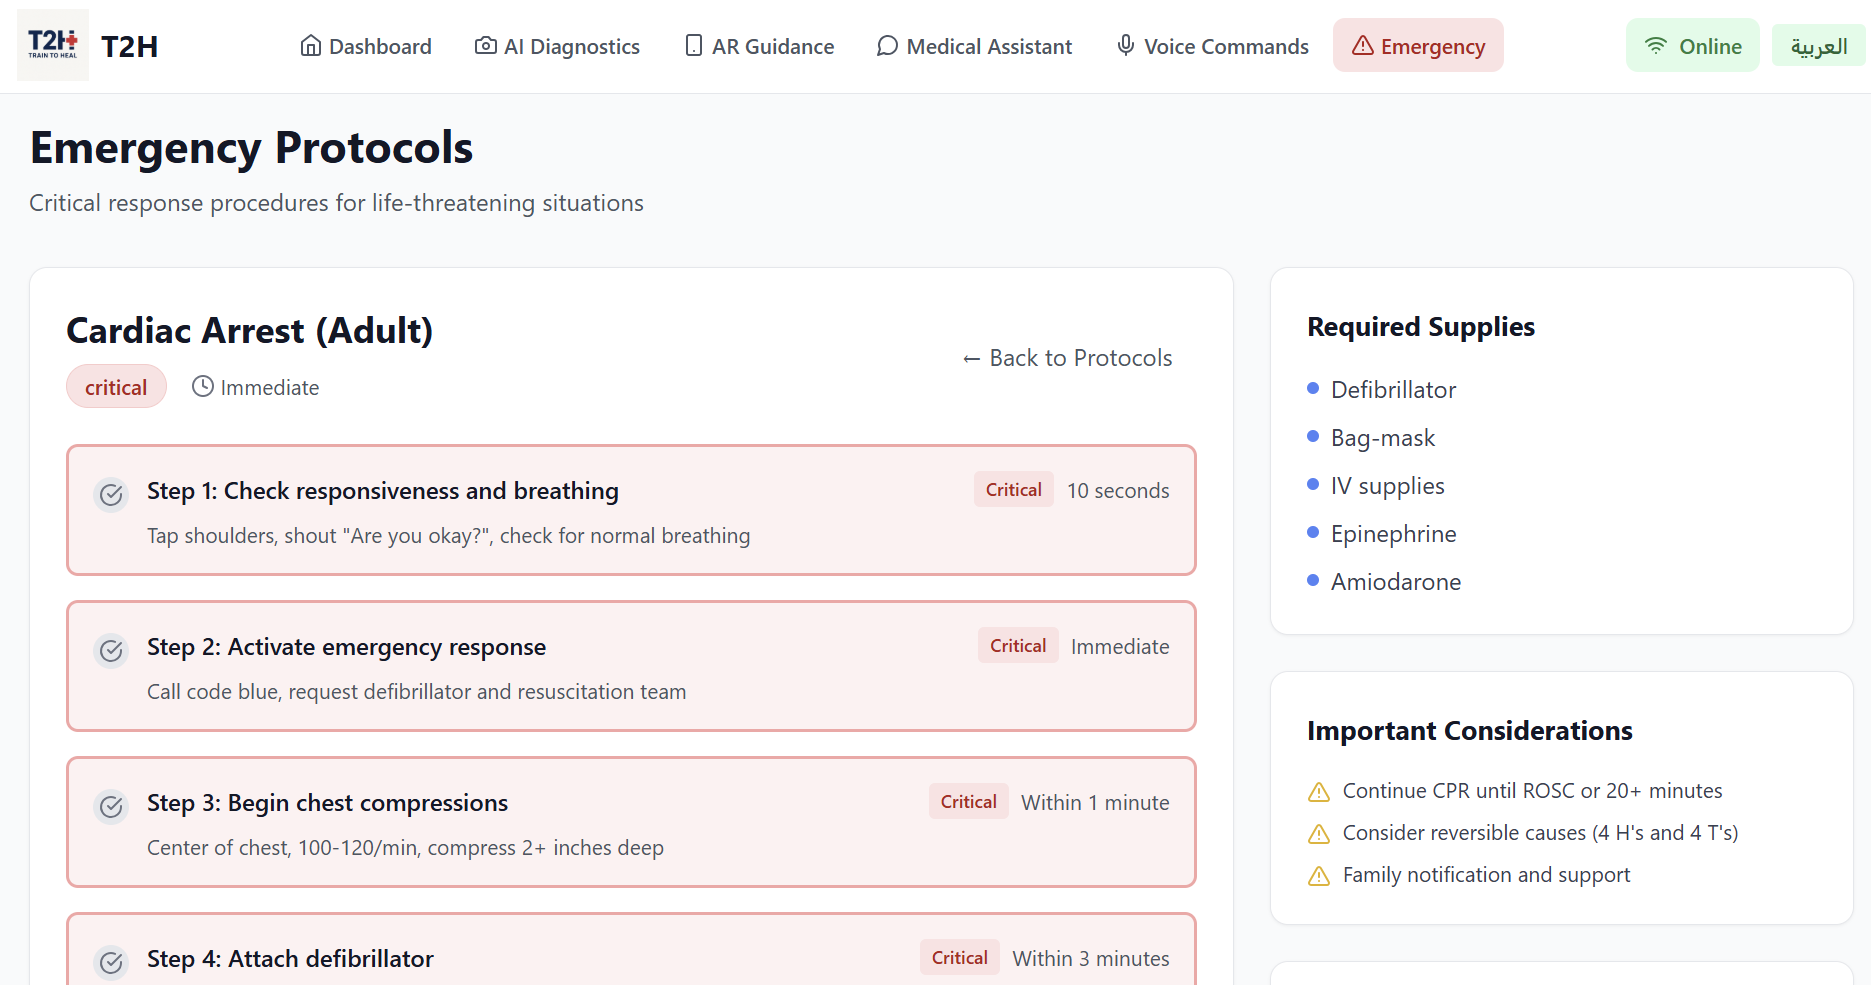 T2H
TRAIN TO HEAL
T2H
Dashboard
AI Diagnostics
AR Guidance
Medical Assistant
Voice Commands
Emergency
Online
العربية
Emergency Protocols
Critical response procedures for life-threatening situations
Cardiac Arrest (Adult)
critical
Immediate
← Back to Protocols
Step 1: Check responsiveness and breathing
Critical
10 seconds
Tap shoulders, shout "Are you okay?", check for normal breathing
Step 2: Activate emergency response
Critical
Immediate
Call code blue, request defibrillator and resuscitation team
Step 3: Begin chest compressions
Critical
Within 1 minute
Center of chest, 100-120/min, compress 2+ inches deep
Step 4: Attach defibrillator
Critical
Within 3 minutes
Required Supplies
Defibrillator
Bag-mask
IV supplies
Epinephrine
Amiodarone
Important Considerations
Continue CPR until ROSC or 20+ minutes
Consider reversible causes (4 H's and 4 T's)
Family notification and support